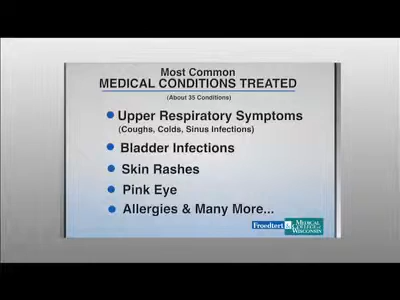 Most Common
MEDICAL CONDITIONS TREATED
(About 35 Conditions)
Upper Respiratory Symptoms
(Coughs, Colds, Sinus Infections)
Bladder Infections
Skin Rashes
Pink Eye
Allergies & Many More...
Froedtert & MEDICAL
COLLEGE OF
WISCONSIN